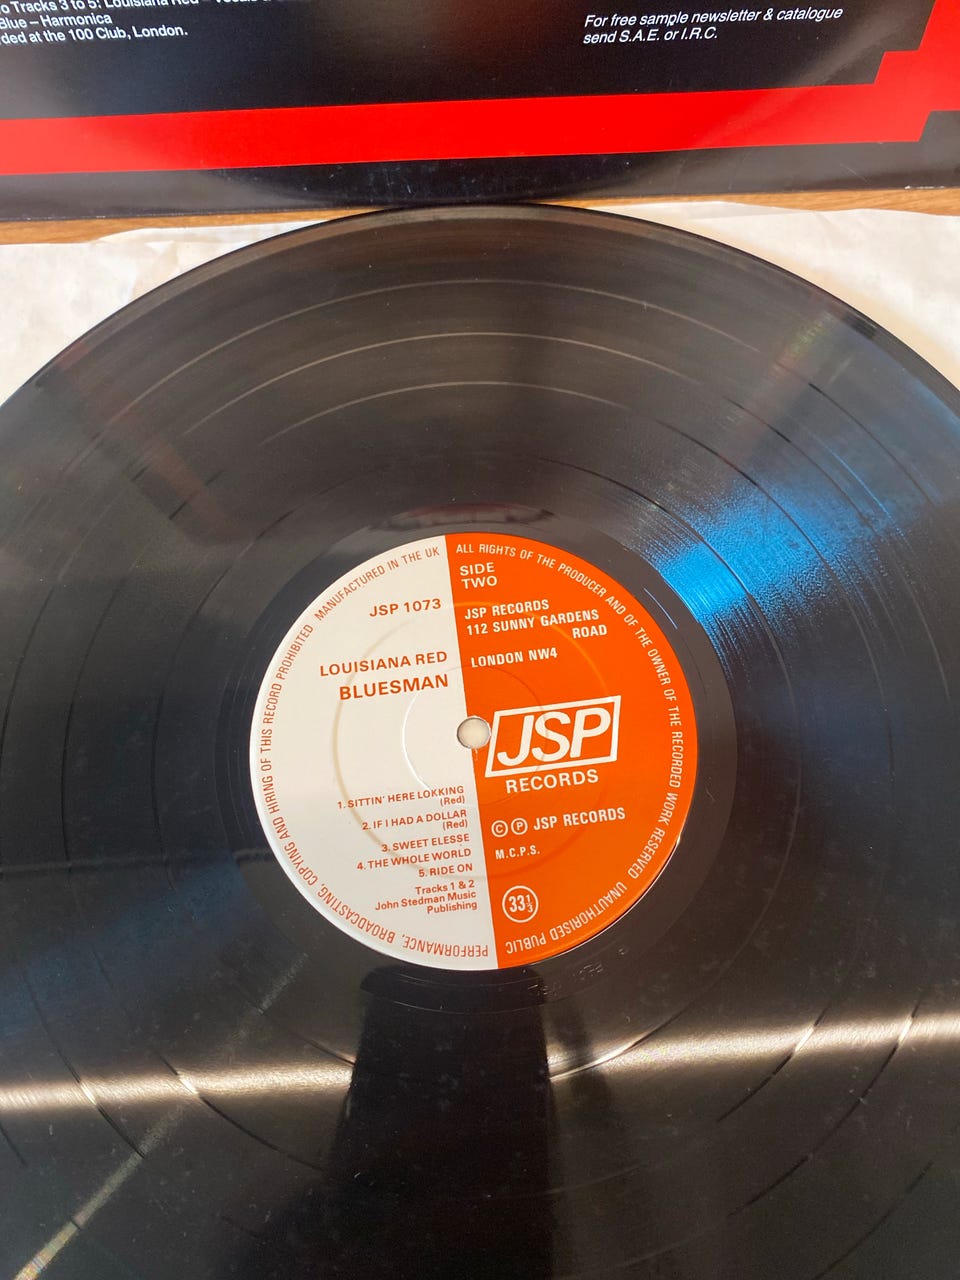 o Tracks 3 to 5: Louisiana Red – Vocals &
Blue – Harmonica
ded at the 100 Club, London.
For free sample newsletter & catalogue
send S.A.E. or I.R.C.
MANUFACTURED IN THE UK
ALL RIGHTS OF THE PRODUCER AND OF THE OWNER OF THE RECORDED WORK RESERVED UNAUTHORISED PUBLIC PERFORMANCE, BROADCASTING, COPYING AND HIRING OF THIS RECORD PROHIBITED
JSP 1073
LOUISIANA RED
BLUESMAN
1. SITTIN' HERE LOKKING
(Red)
2. IF I HAD A DOLLAR
(Red)
3. SWEET ELESSE
4. THE WHOLE WORLD
5. RIDE ON
Tracks 1 & 2
John Stedman Music
Publishing
SIDE
TWO
JSP RECORDS
112 SUNNY GARDENS
ROAD
LONDON NW4
JSP
RECORDS
© ℗ JSP RECORDS
M.C.P.S.
33⅓